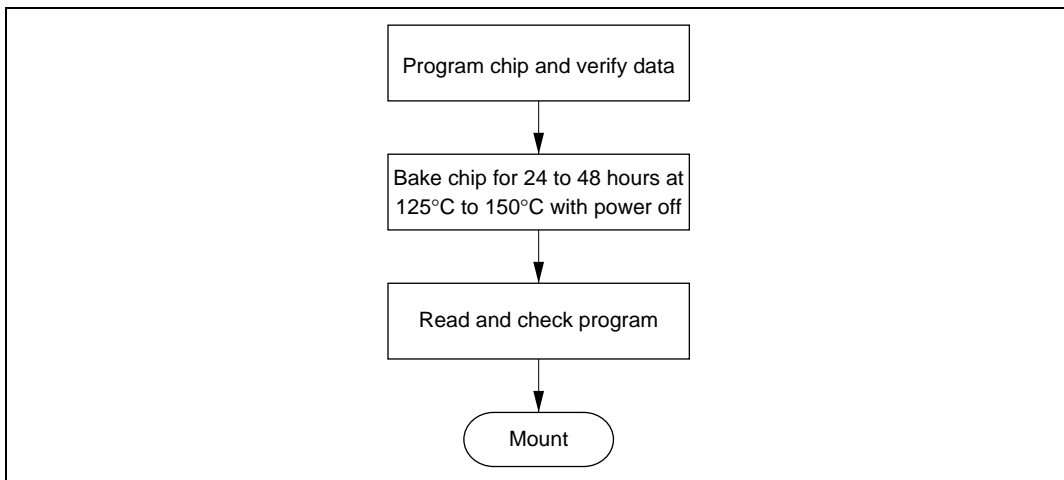 Program chip and verify data
Bake chip for 24 to 48 hours at
125°C to 150°C with power off
Read and check program
Mount